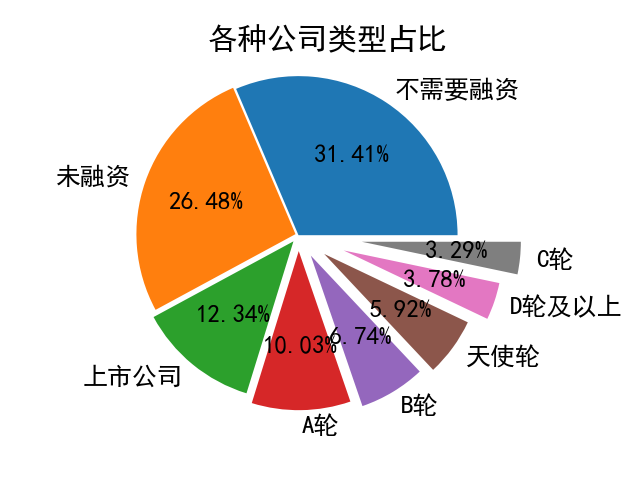 各种公司类型占比
不需要融资
31.41%
未融资
26.48%
上市公司
12.34%
A轮
10.03%
B轮
6.74%
天使轮
5.92%
D轮及以上
3.78%
C轮
3.29%